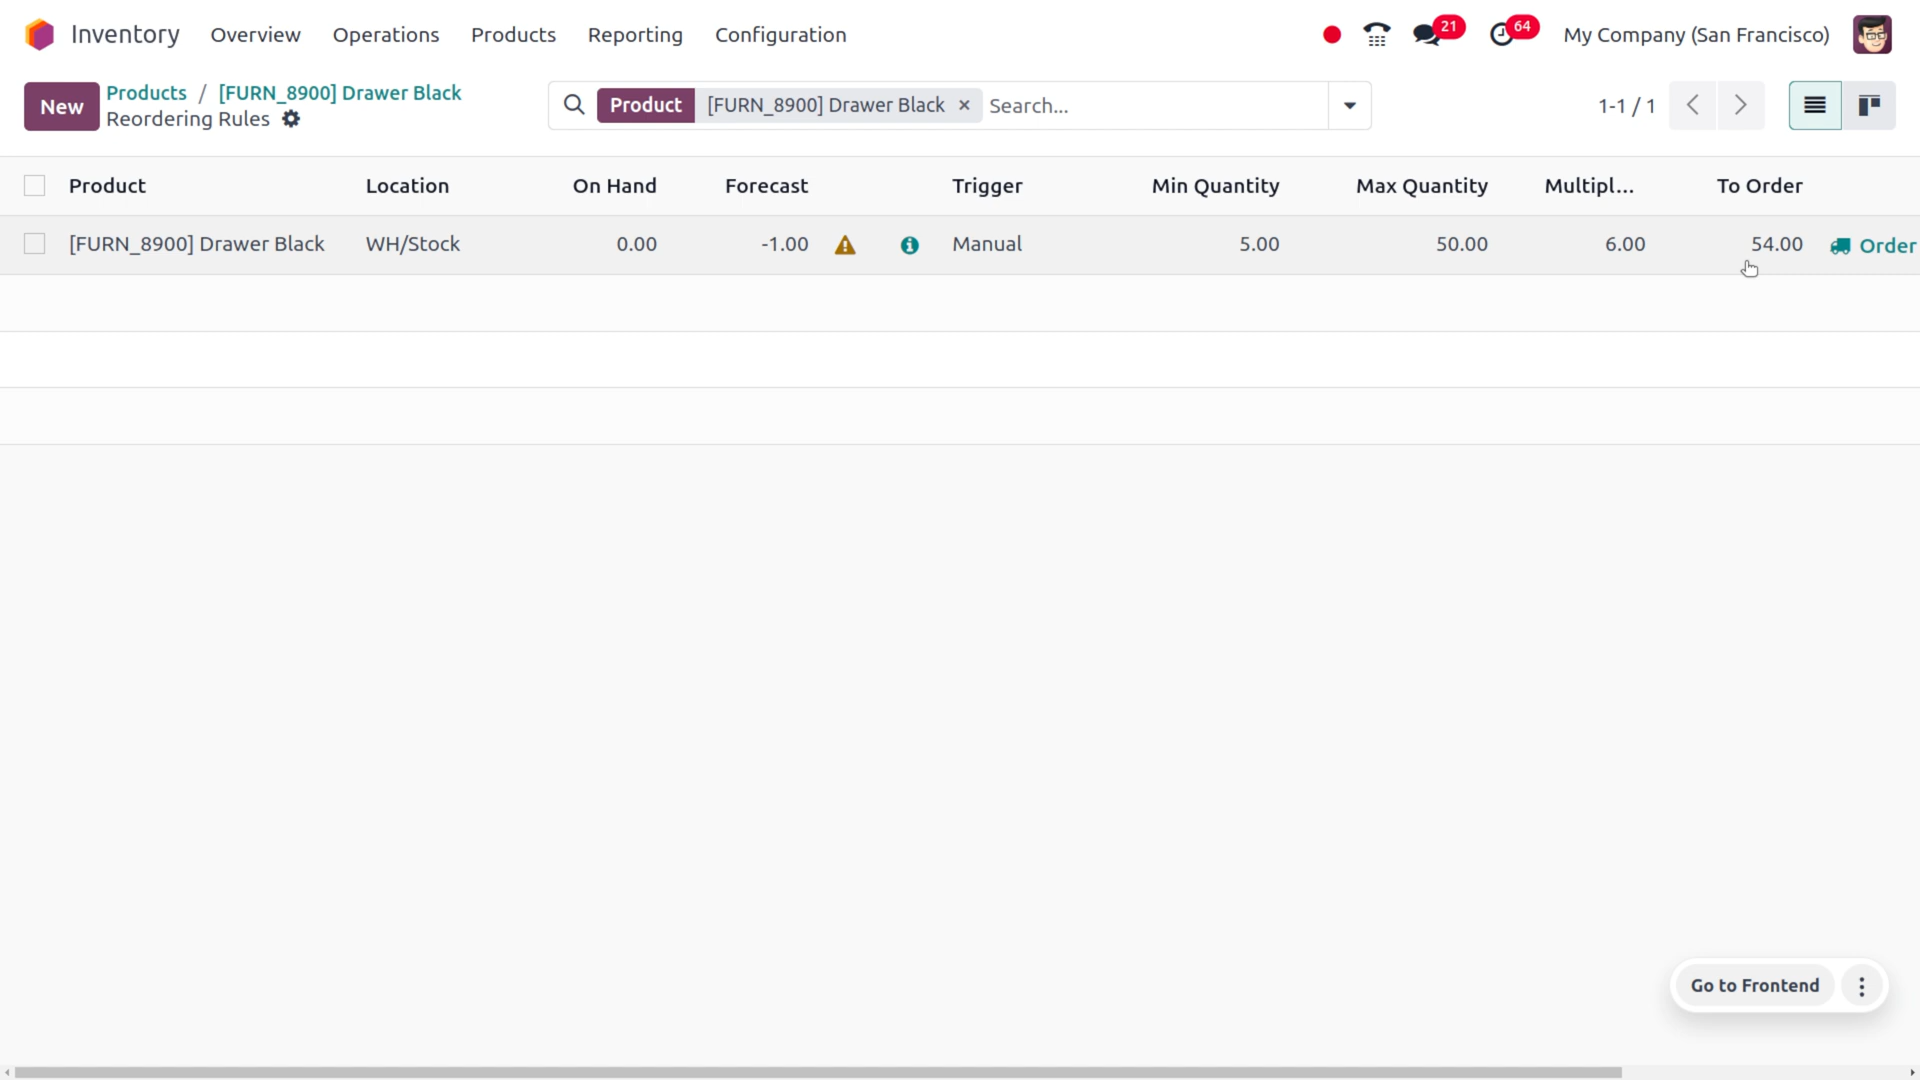 Inventory Overview Operations Products Reporting Configuration 21 64 My Company (San Francisco)
New Products / [FURN_8900] Drawer Black
Reordering Rules
Product [FURN_8900] Drawer Black × Search... 1-1 / 1
Product Location On Hand Forecast Trigger Min Quantity Max Quantity Multipl... To Order
[FURN_8900] Drawer Black WH/Stock 0.00 -1.00 Manual 5.00 50.00 6.00 54.00 Order
Go to Frontend